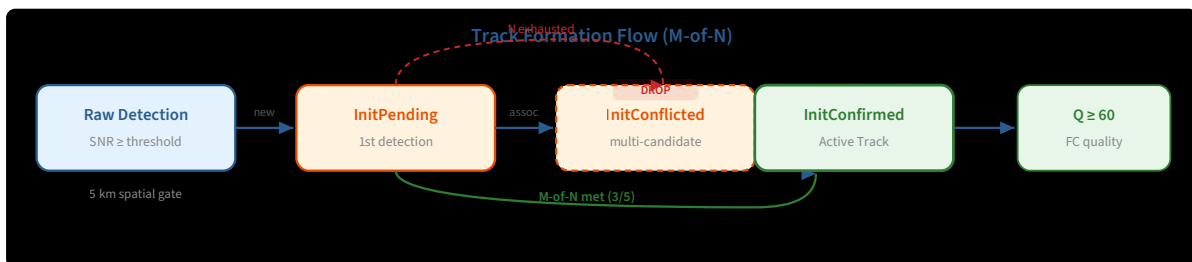 N exhausted
Track Formation Flow (M-of-N)
DROP
Raw Detection
SNR ≥ threshold
new
InitPending
1st detection
assoc
InitConflicted
multi-candidate
InitConfirmed
Active Track
Q ≥ 60
FC quality
5 km spatial gate
M-of-N met (3/5)